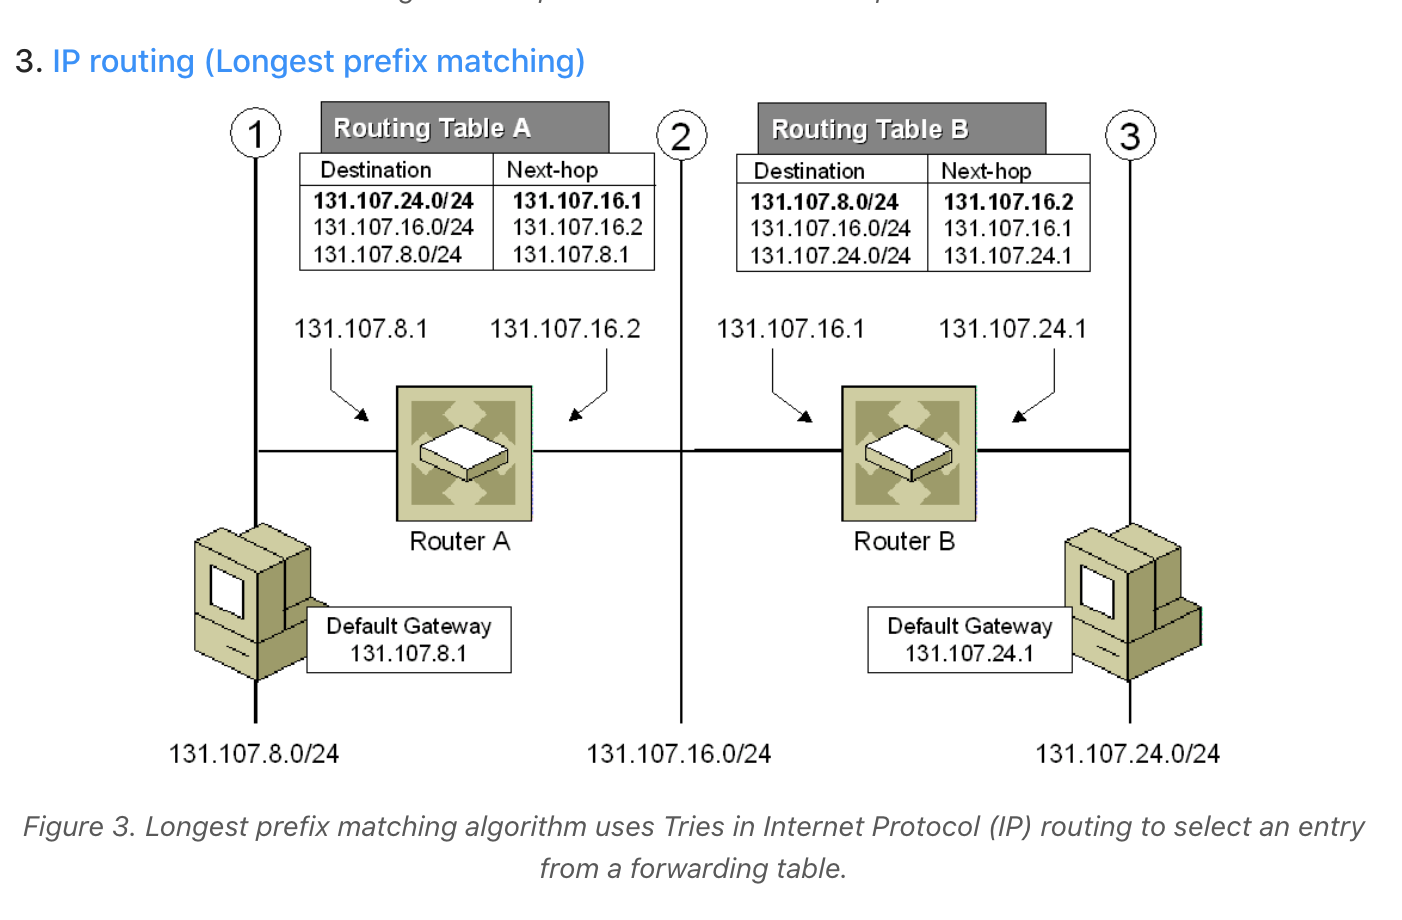 3. IP routing (Longest prefix matching)
1
Routing Table A
Destination Next-hop
131.107.24.0/24 131.107.16.1
131.107.16.0/24 131.107.16.2
131.107.8.0/24 131.107.8.1
2
Routing Table B
Destination Next-hop
131.107.8.0/24 131.107.16.2
131.107.16.0/24 131.107.16.1
131.107.24.0/24 131.107.24.1
3
131.107.8.1 131.107.16.2 131.107.16.1 131.107.24.1
Router A Router B
Default Gateway
131.107.8.1
Default Gateway
131.107.24.1
131.107.8.0/24 131.107.16.0/24 131.107.24.0/24
Figure 3. Longest prefix matching algorithm uses Tries in Internet Protocol (IP) routing to select an entry
from a forwarding table.